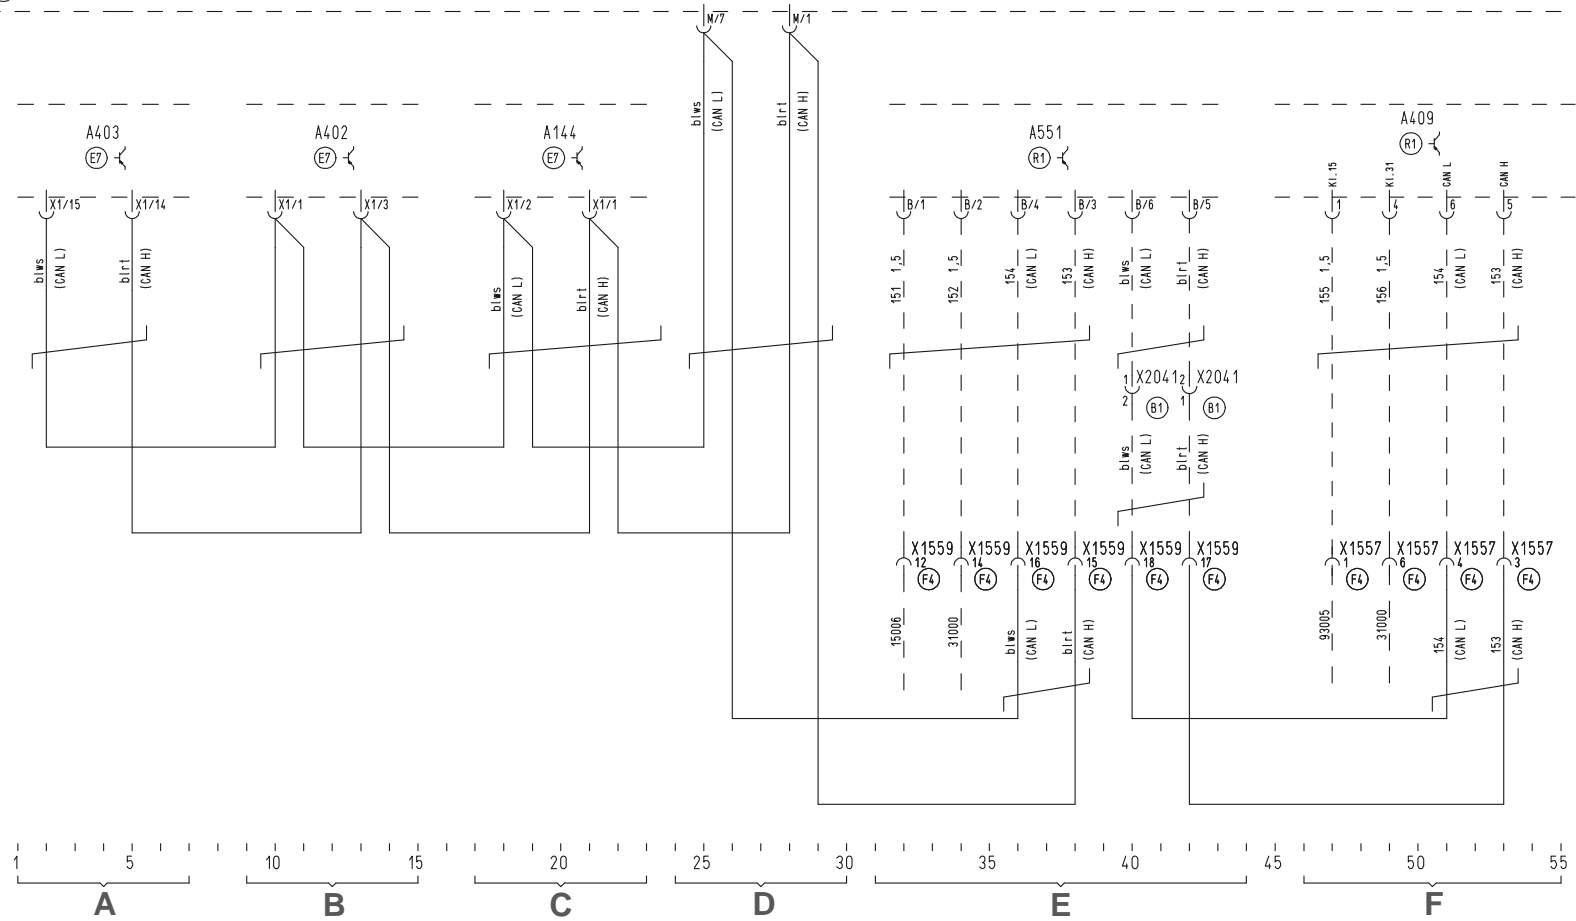 M/7 M/1
blws (CAN L) blrt (CAN H)
A403 A402 A144 A551 A409
E7 E7 E7 R1 R1
Kl.15 Kl.31 CAN L CAN H
X1/15 X1/14 X1/1 X1/3 X1/2 X1/1 B/1 B/2 B/4 B/3 B/6 B/5 1 4 6 5
blws (CAN L) blrt (CAN H) blws (CAN L) blrt (CAN H) 151 1,5 152 1,5 154 (CAN L) 153 (CAN H) blws (CAN L) blrt (CAN H) 155 1,5 156 1,5 154 (CAN L) 153 (CAN H)
1 X2041 2 X2041
2 B1 1 B1
blws (CAN L) blrt (CAN H)
X1559 X1559 X1559 X1559 X1559 X1559 X1557 X1557 X1557 X1557
12 14 16 15 18 17 1 6 4 3
F4 F4 F4 F4 F4 F4 F4 F4 F4 F4
15006 31000 blws (CAN L) blrt (CAN H) 93005 31000 154 (CAN L) 153 (CAN H)
1 5 10 15 20 25 30 35 40 45 50 55
A B C D E F